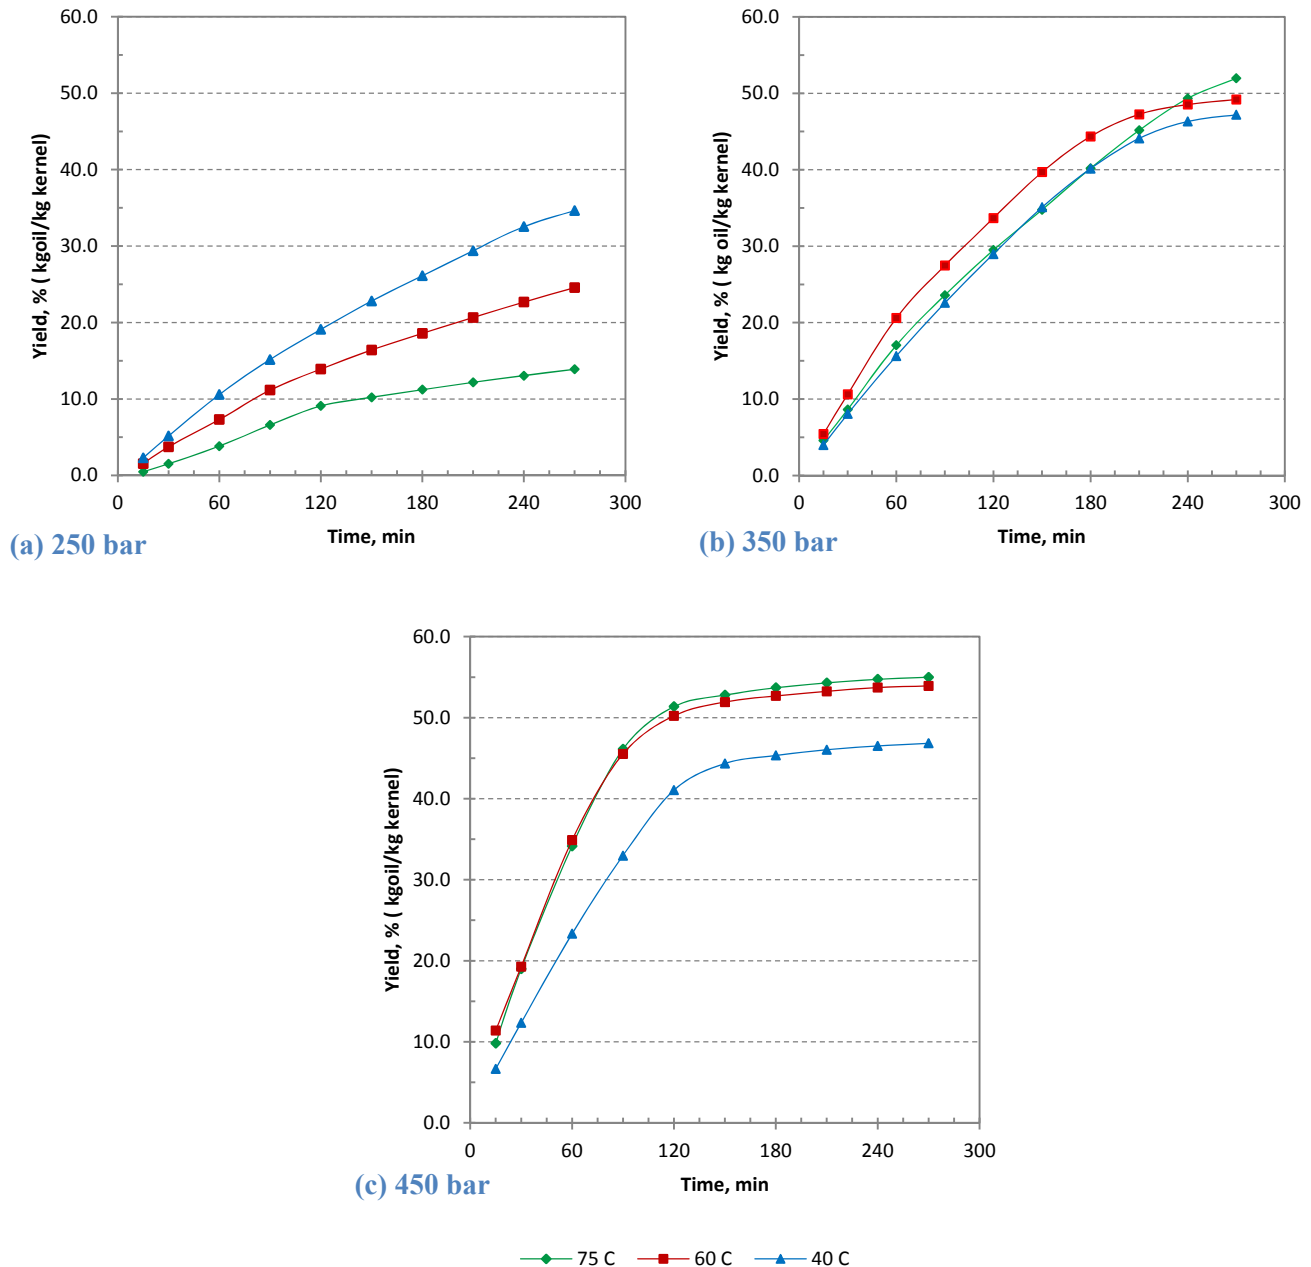 60.0
50.0
40.0
30.0
20.0
10.0
0.0
Yield, % ( kgoil/kg kernel)
0 60 120 180 240 300
Time, min
(a) 250 bar
60.0
50.0
40.0
30.0
20.0
10.0
0.0
Yield, % ( kg oil/kg kernel)
0 60 120 180 240 300
Time, min
(b) 350 bar
60.0
50.0
40.0
30.0
20.0
10.0
0.0
Yield, % ( kgoil/kg kernel)
0 60 120 180 240 300
Time, min
(c) 450 bar
75 C 60 C 40 C